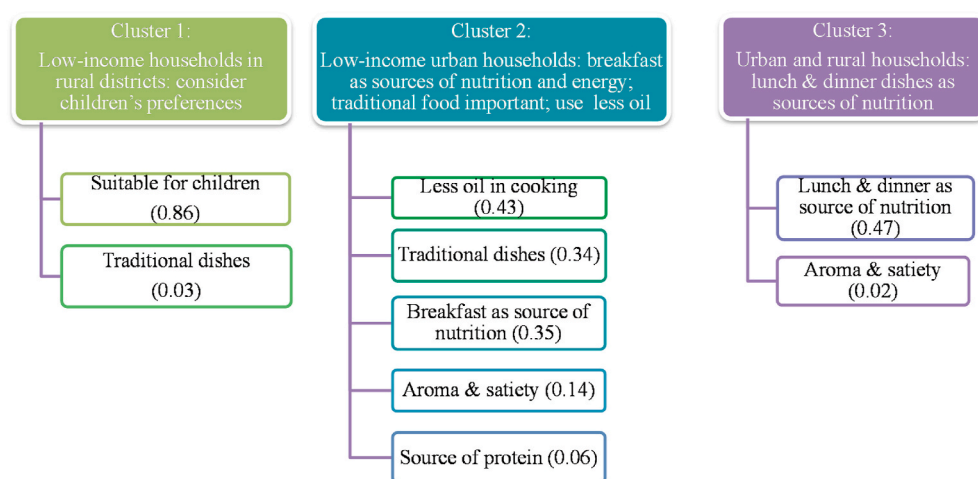 Cluster 1:
Low-income households in
rural districts: consider
children's preferences
Suitable for children
(0.86)
Traditional dishes
(0.03)
Cluster 2:
Low-income urban households: breakfast
as sources of nutrition and energy;
traditional food important; use less oil
Less oil in cooking
(0.43)
Traditional dishes (0.34)
Breakfast as source of
nutrition (0.35)
Aroma & satiety (0.14)
Source of protein (0.06)
Cluster 3:
Urban and rural households:
lunch & dinner dishes as
sources of nutrition
Lunch & dinner as
source of nutrition
(0.47)
Aroma & satiety
(0.02)